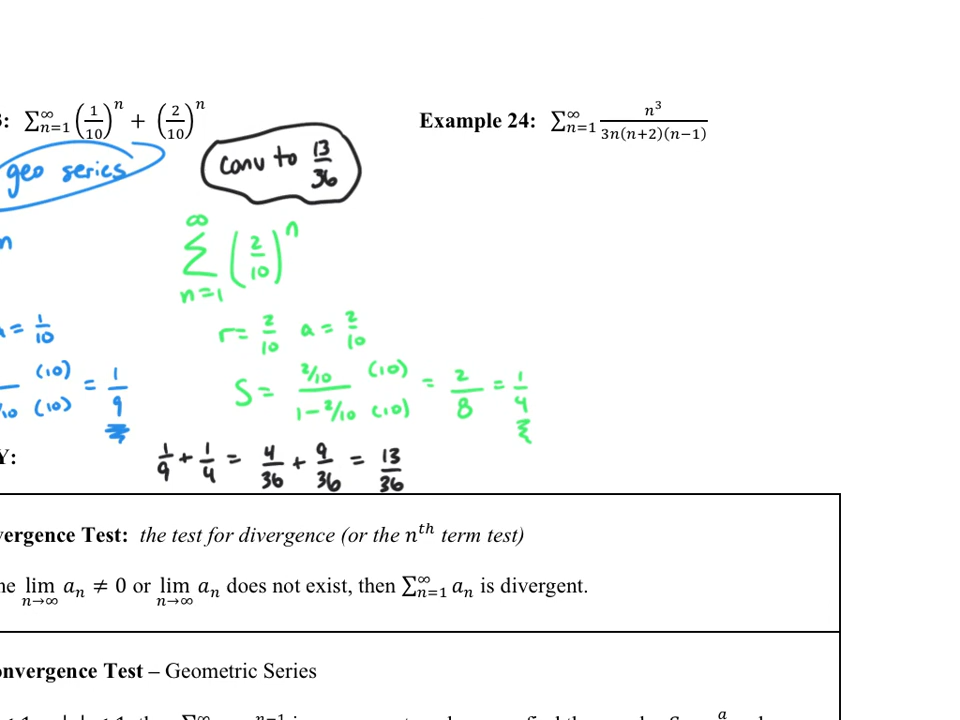 : ∑_{n=1}^{∞} (1/10)^n + (2/10)^n
Example 24: ∑_{n=1}^{∞} n^3/(3n(n+2)(n−1))
geo series
conv to 13/36
∑_{n=1}^{∞} (2/10)^n
= 1/10
r = 2/10 a = 2/10
(10)
(10) = 1/9
S = (2/10 (10))/(1 − 2/10 (10)) = 2/8 = 1/4
Y:
1/9 + 1/4 = 4/36 + 9/36 = 13/36
vergence Test: the test for divergence (or the n^{th} term test)
he lim_{n→∞} a_n ≠ 0 or lim_{n→∞} a_n does not exist, then ∑_{n=1}^{∞} a_n is divergent.
onvergence Test – Geometric Series